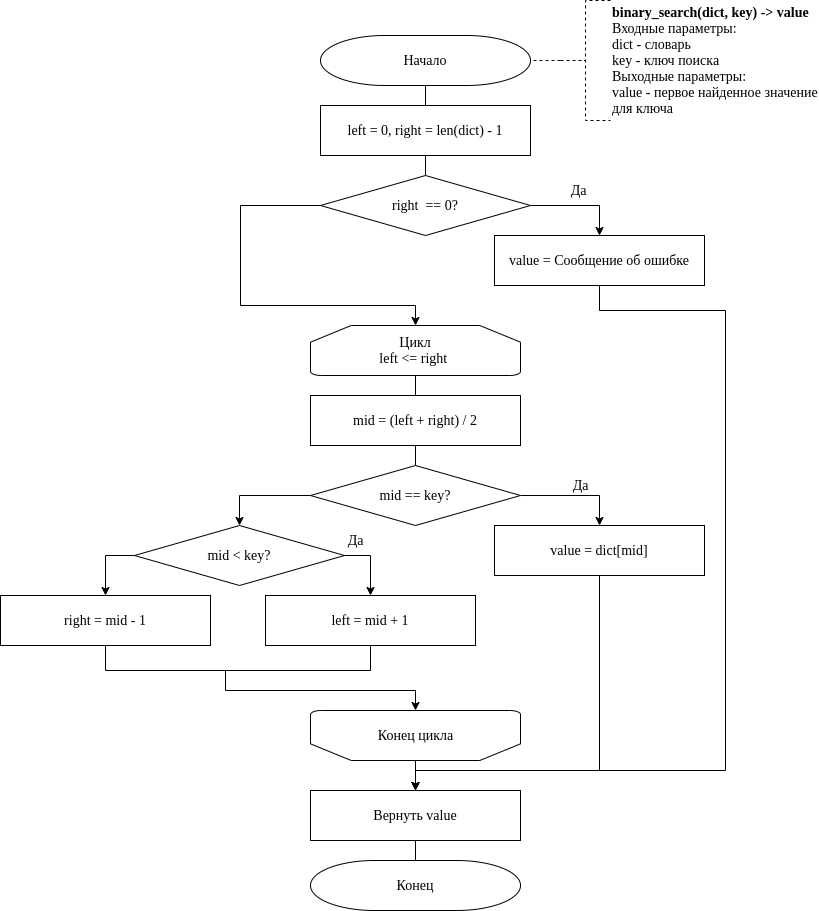 binary_search(dict, key) -> value
Входные параметры:
dict - словарь
key - ключ поиска
Выходные параметры:
value - первое найденное значение
для ключа
Начало
left = 0, right = len(dict) - 1
Да
right  == 0?
value = Сообщение об ошибке
Цикл
left <= right
mid = (left + right) / 2
Да
mid == key?
Да
value = dict[mid]
mid < key?
right = mid - 1
left = mid + 1
Конец цикла
Вернуть value
Конец